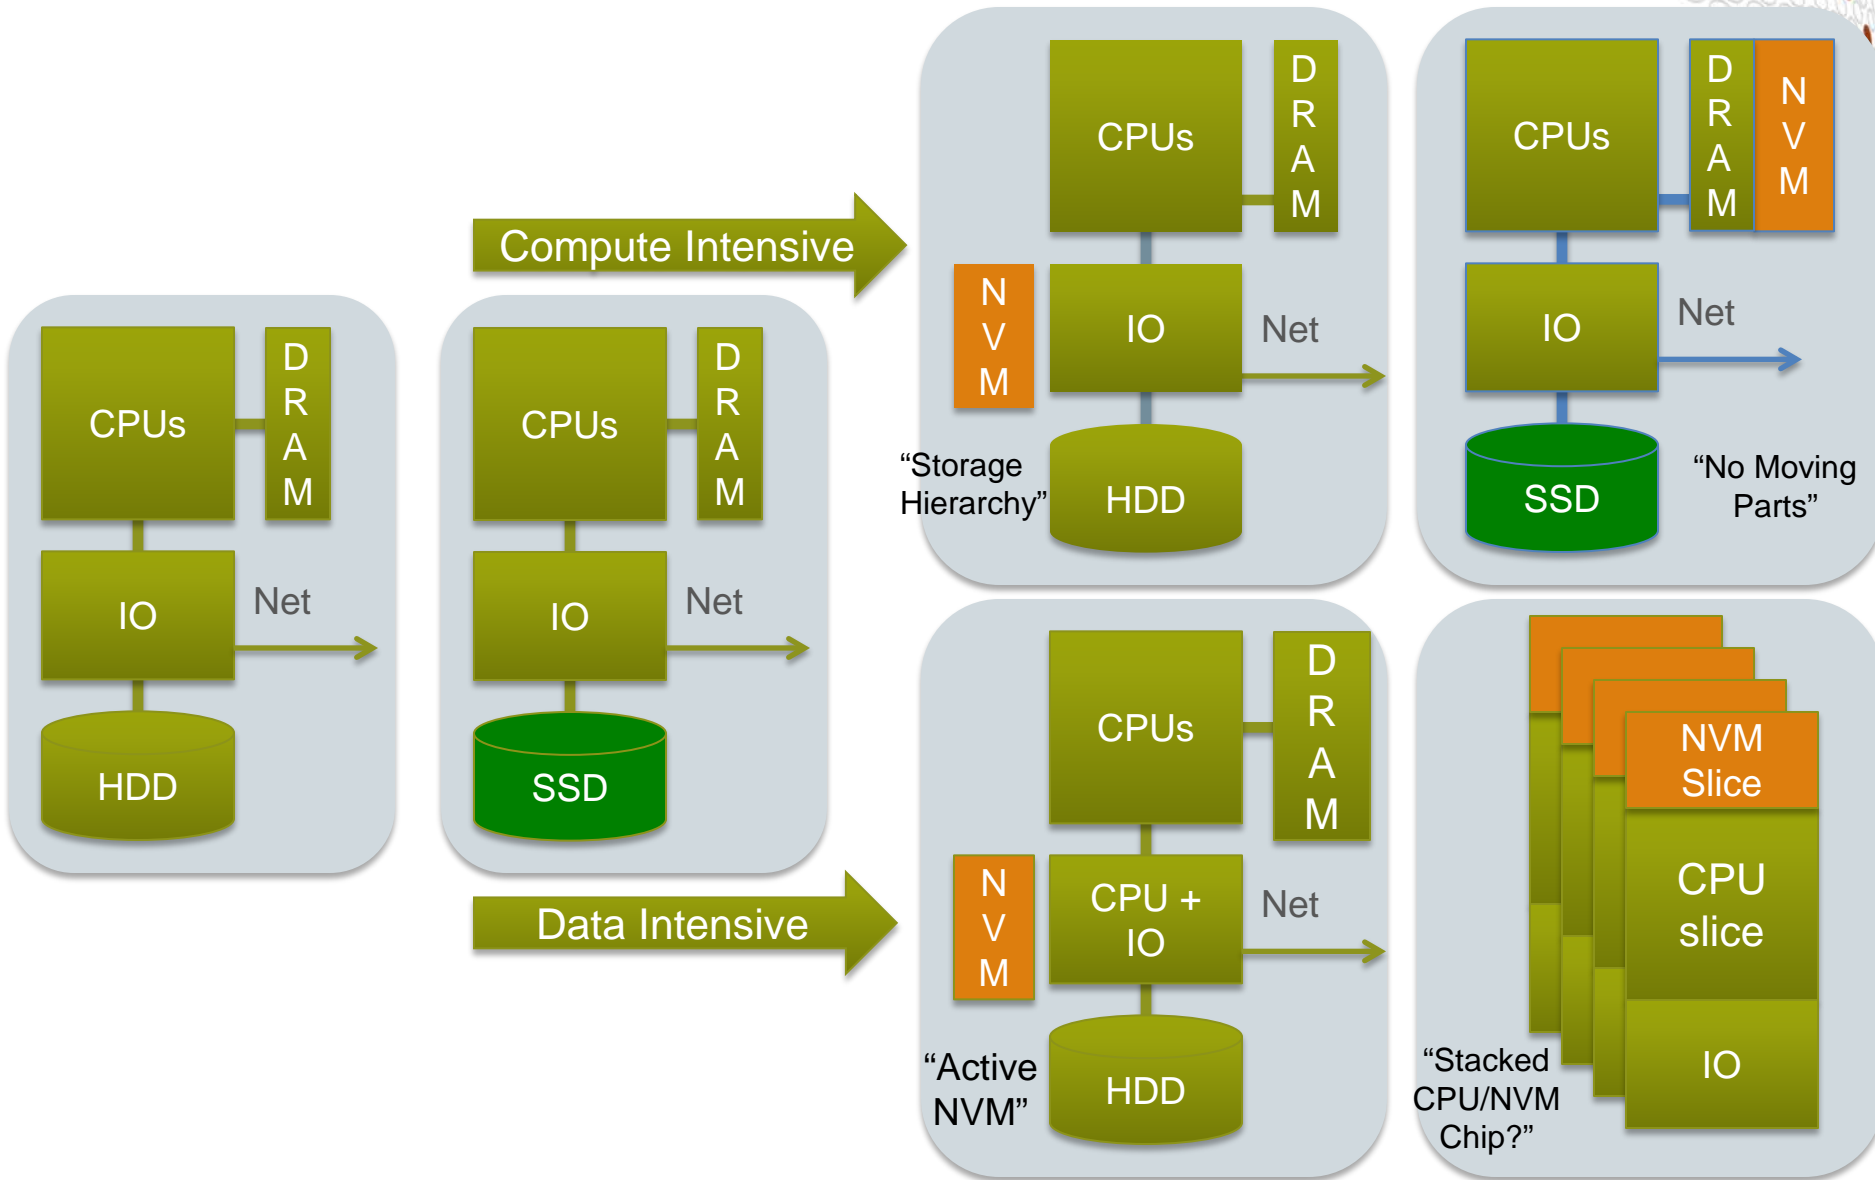 CPUs
D
R
A
M
IO
Net
HDD
CPUs
D
R
A
M
IO
Net
SSD
Compute Intensive
Data Intensive
CPUs
D
R
A
M
N
V
M
IO
Net
“Storage
Hierarchy”
HDD
CPUs
D
R
A
M
N
V
M
IO
Net
SSD
“No Moving
Parts”
CPUs
D
R
A
M
N
V
M
CPU +
IO
Net
“Active
NVM”
HDD
NVM
Slice
CPU
slice
IO
“Stacked
CPU/NVM
Chip?”